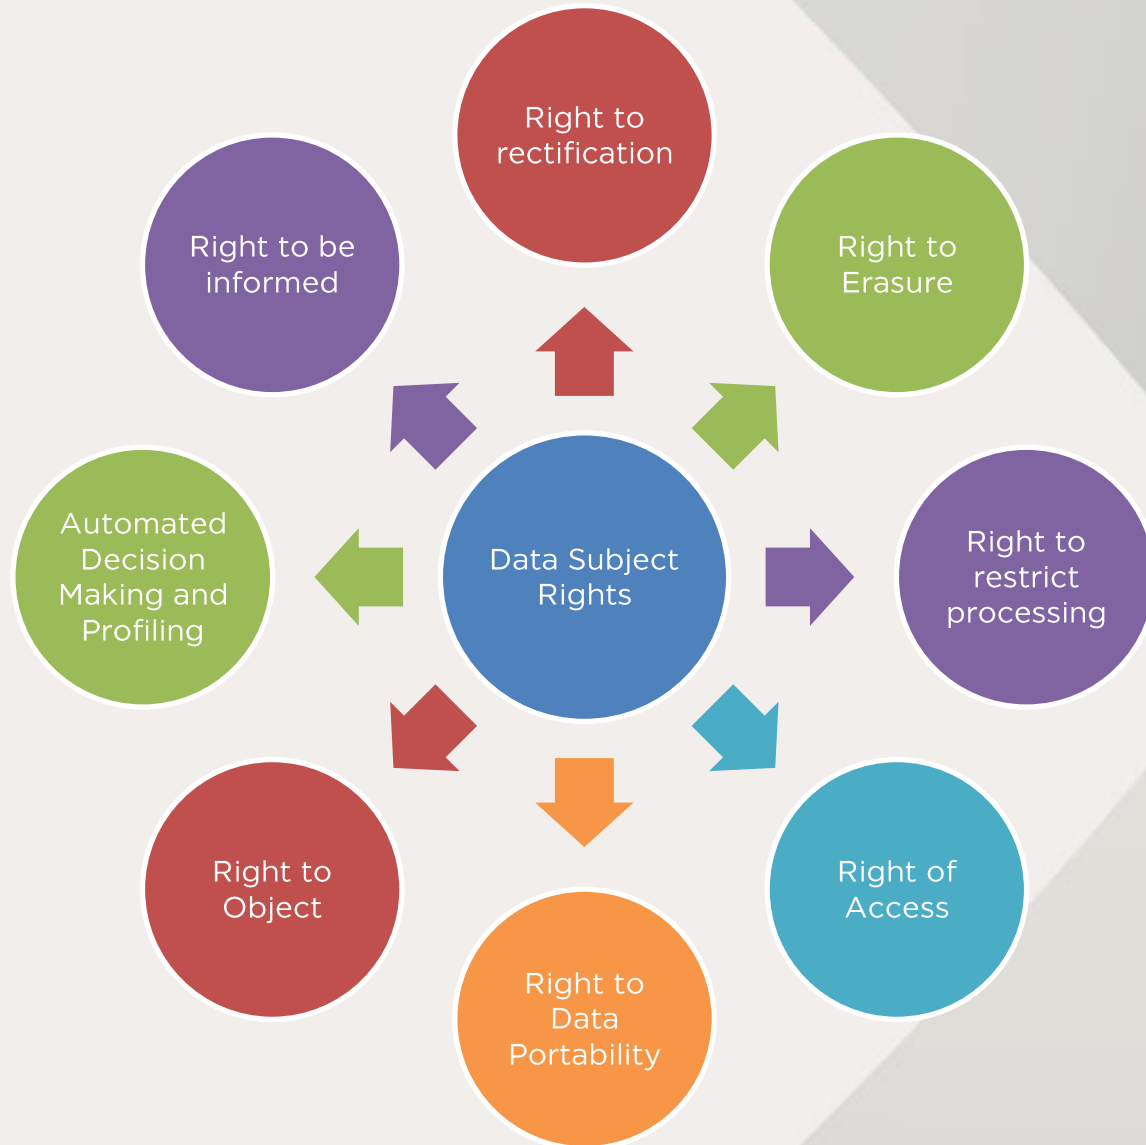 Right to
rectification
Right to be
informed
Right to
Erasure
Automated
Decision
Making and
Profiling
Data Subject
Rights
Right to
restrict
processing
Right to
Object
Right of
Access
Right to
Data
Portability